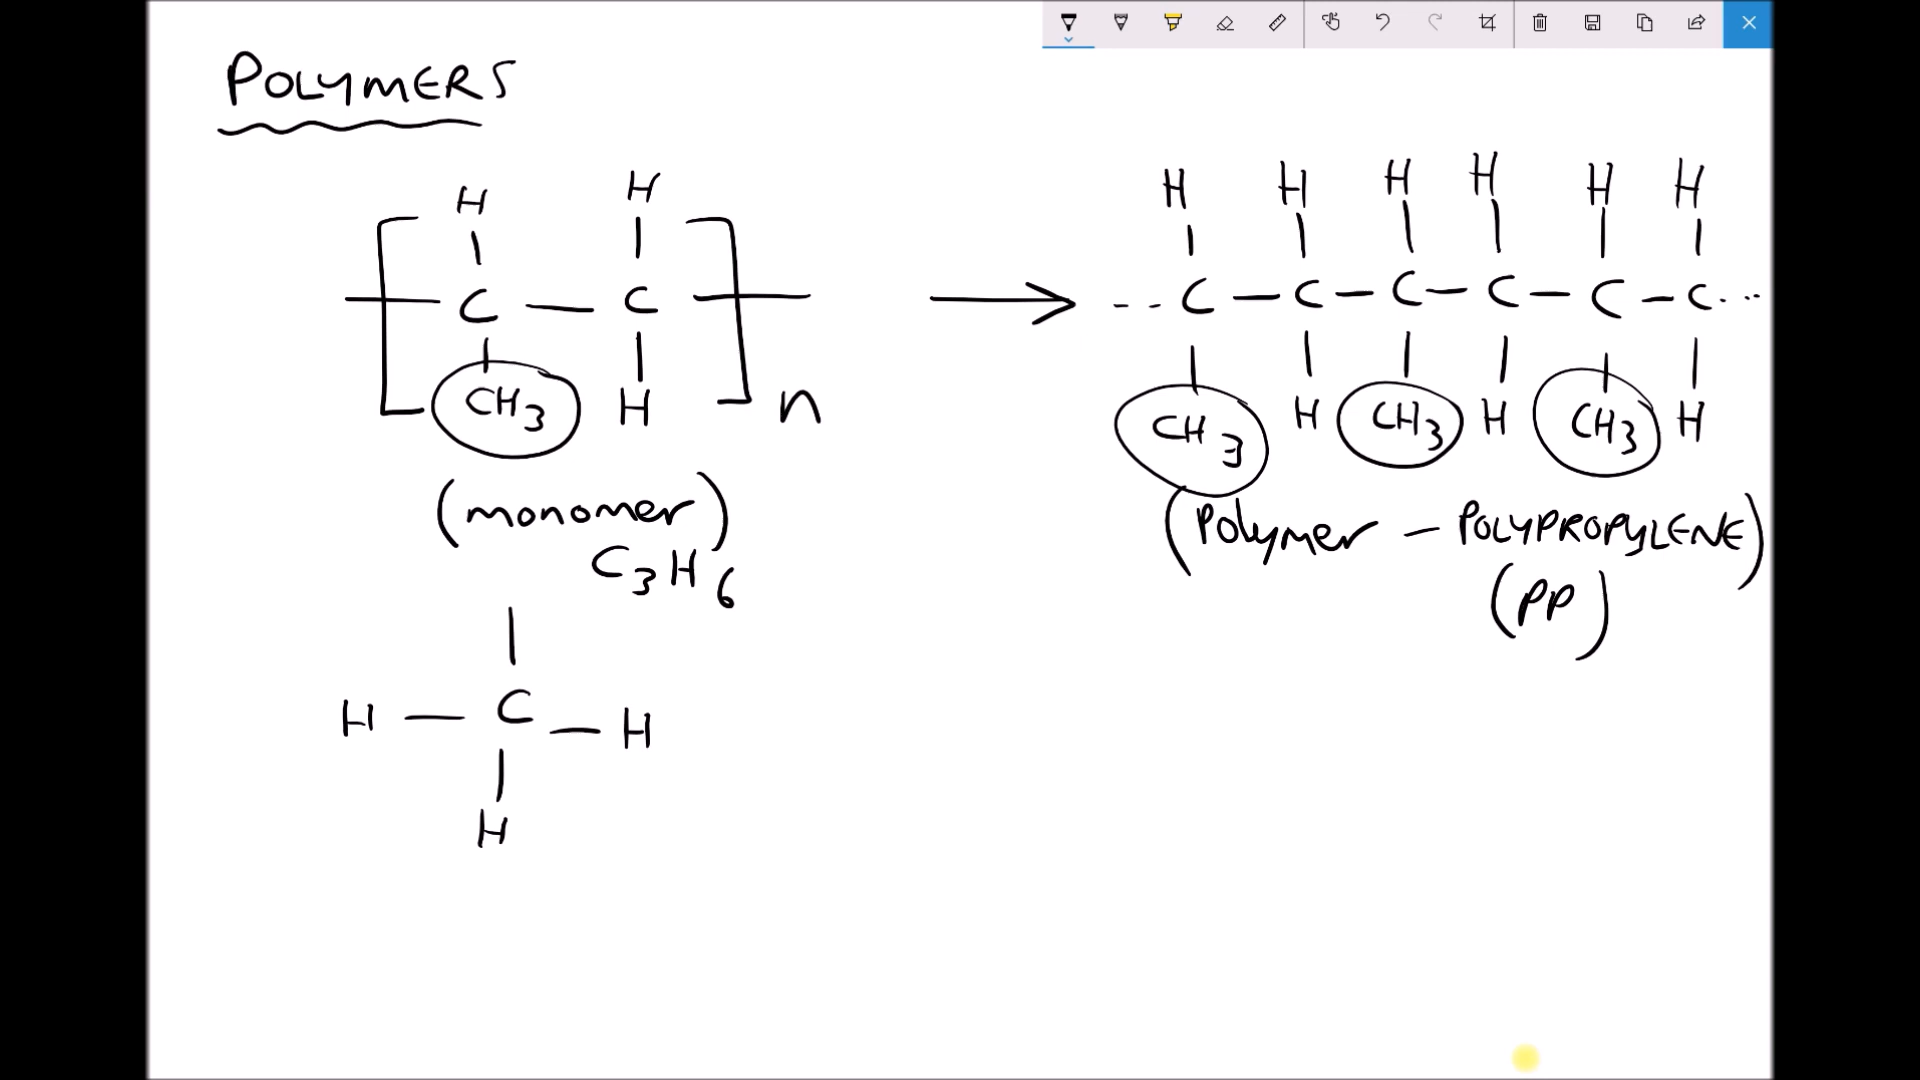 POLYMERS
H H
C — C
CH3 H n
(monomer)
C3H6
H — C — H
H
H H H H H H
-- C — C — C — C — C — C ...
CH3 H CH3 H CH3 H
(Polymer — POLYPROPYLENE)
(PP)